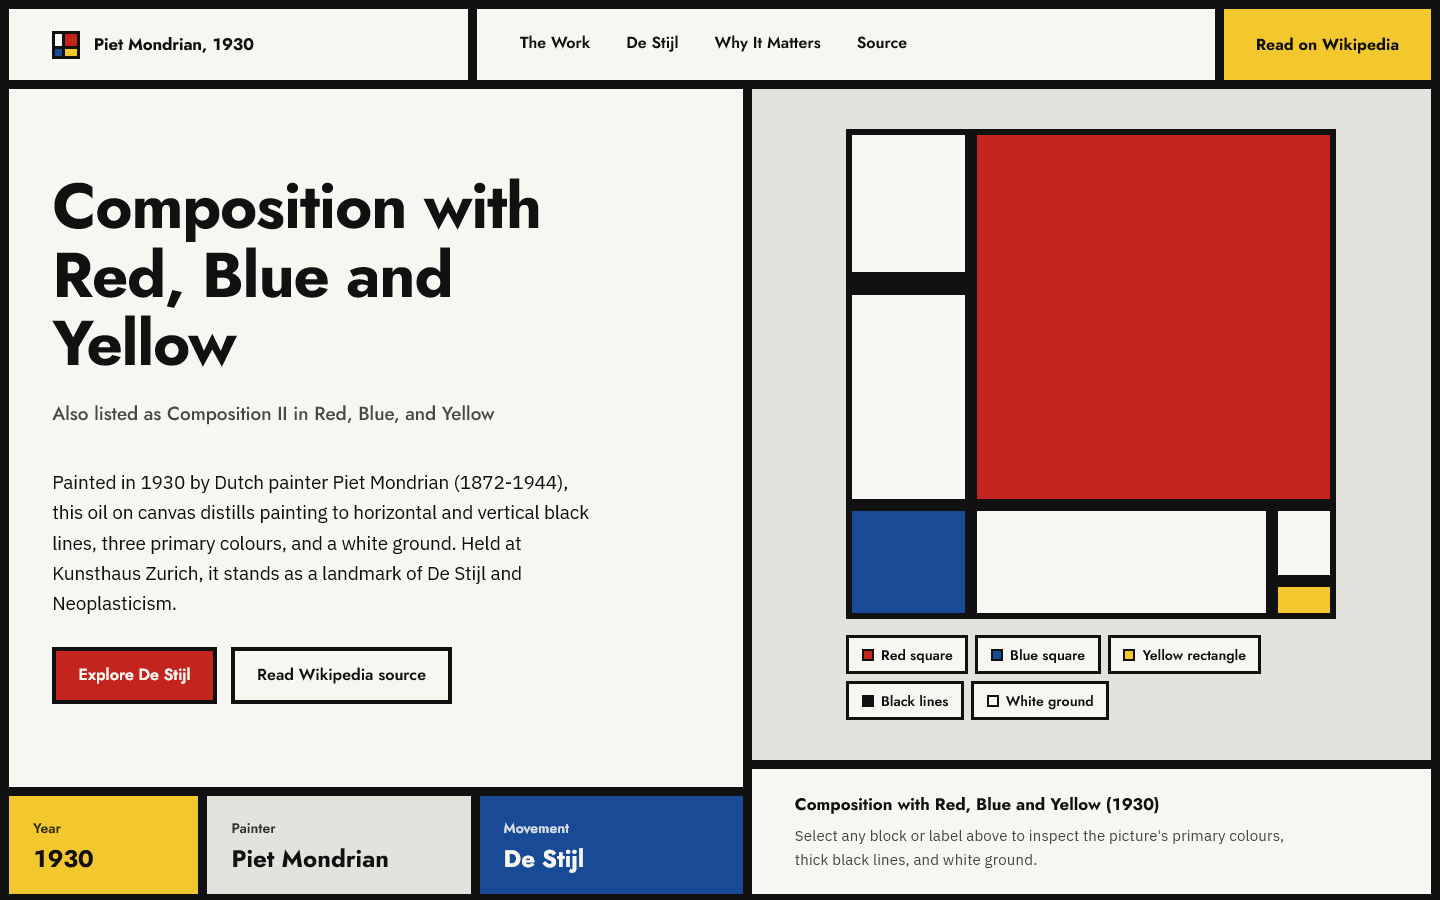 Piet Mondrian, 1930
The Work
De Stijl
Why It Matters
Source
Read on Wikipedia
Composition with
Red, Blue and
Yellow
Also listed as Composition II in Red, Blue, and Yellow
Painted in 1930 by Dutch painter Piet Mondrian (1872-1944),
this oil on canvas distills painting to horizontal and vertical black
lines, three primary colours, and a white ground. Held at
Kunsthaus Zurich, it stands as a landmark of De Stijl and
Neoplasticism.
Explore De Stijl
Read Wikipedia source
Year
1930
Painter
Piet Mondrian
Movement
De Stijl
Red square
Blue square
Yellow rectangle
Black lines
White ground
Composition with Red, Blue and Yellow (1930)
Select any block or label above to inspect the picture's primary colours,
thick black lines, and white ground.